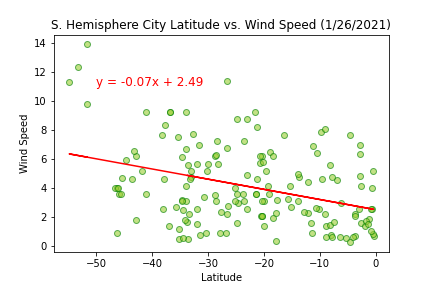 S. Hemisphere City Latitude vs. Wind Speed (1/26/2021)
14
12
10
8
6
4
2
0
Wind Speed
y = -0.07x + 2.49
−50 −40 −30 −20 −10 0
Latitude